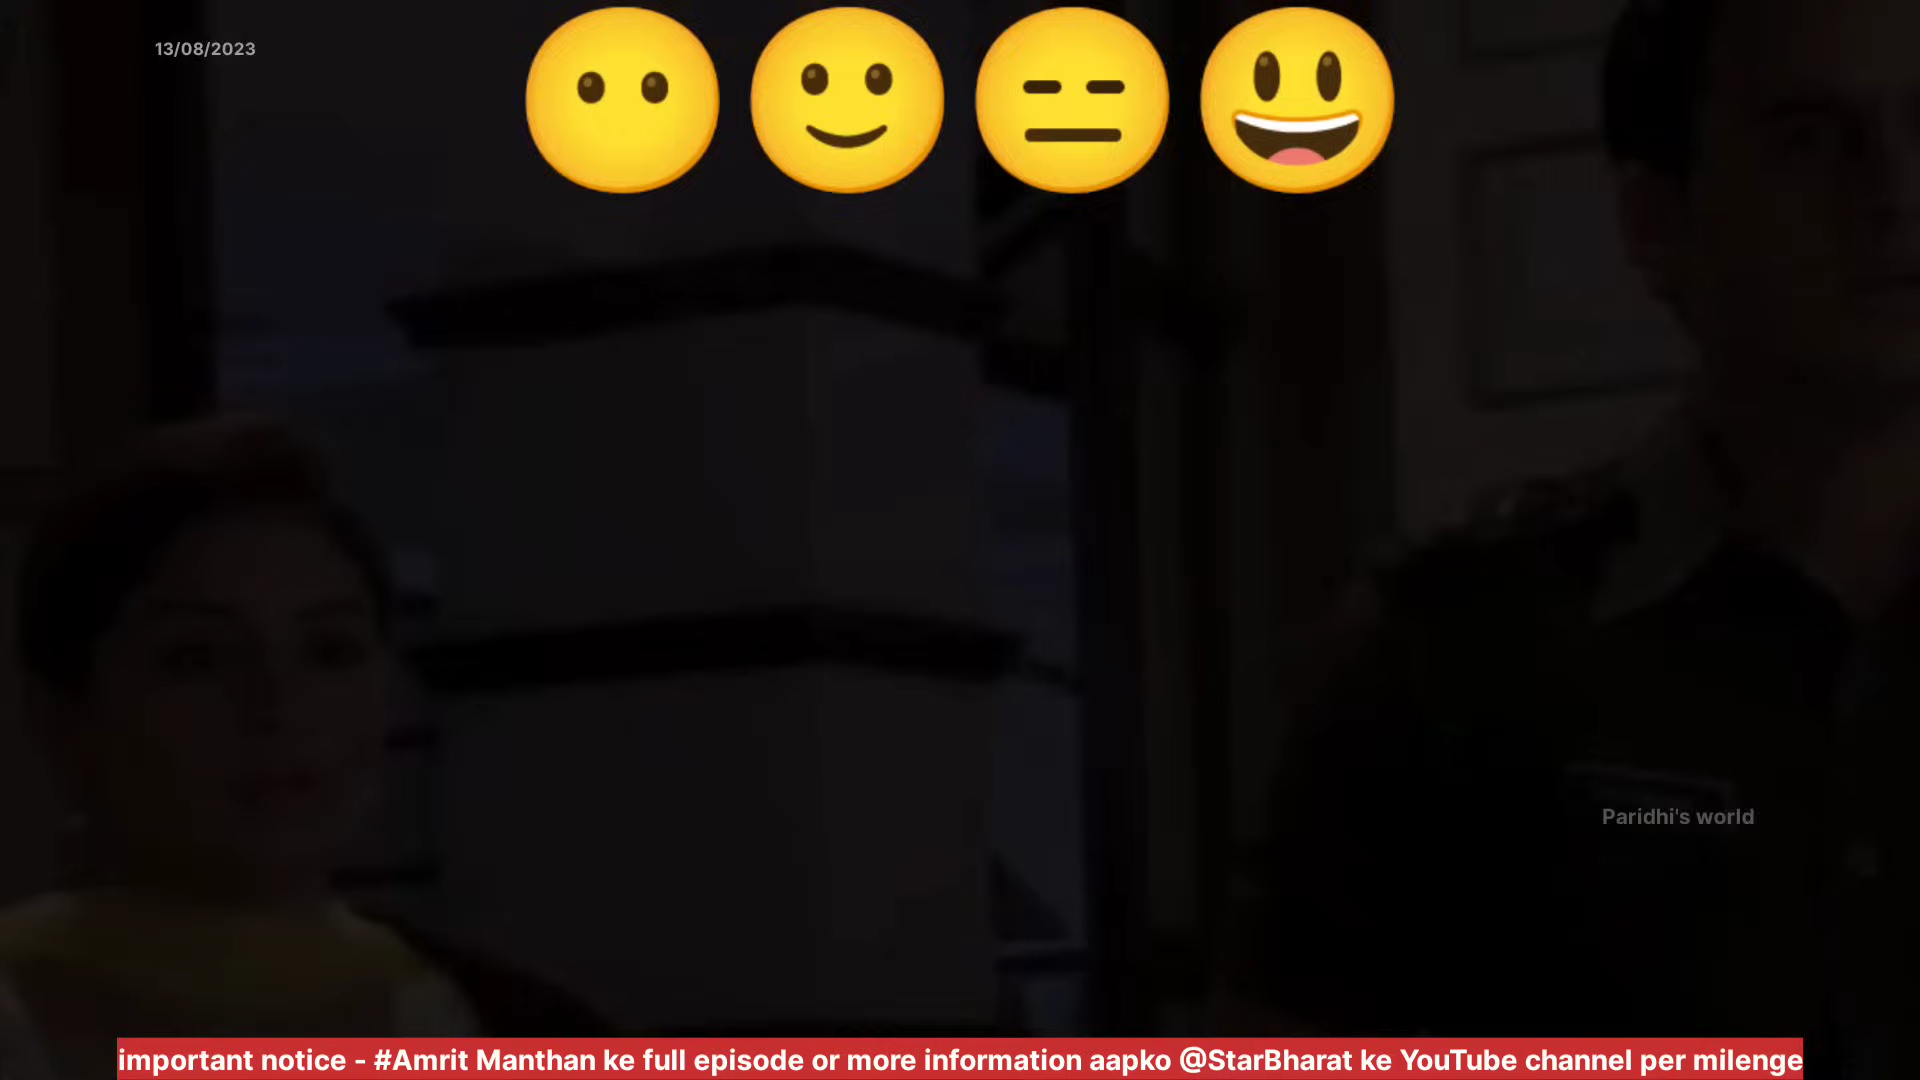 13/08/2023
Paridhi's world
important notice - #Amrit Manthan ke full episode or more information aapko @StarBharat ke YouTube channel per milenge